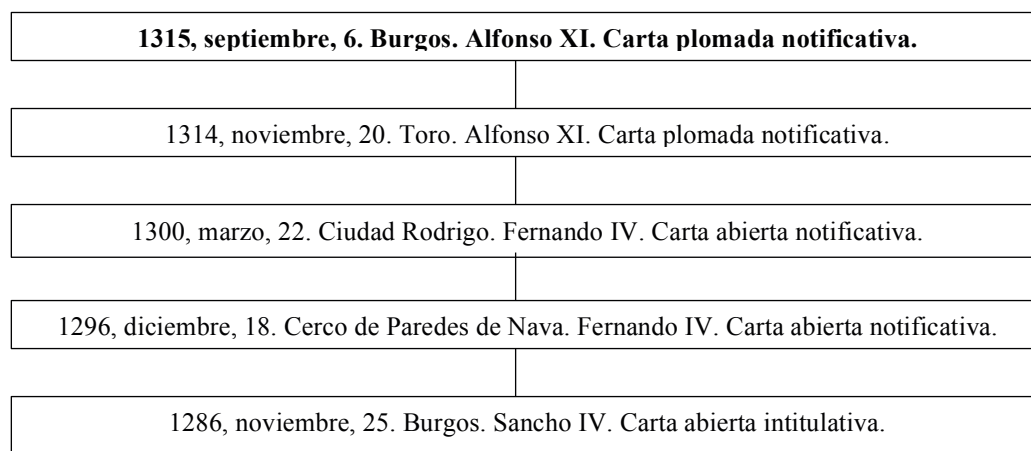 1315, septiembre, 6. Burgos. Alfonso XI. Carta plomada notificativa.
1314, noviembre, 20. Toro. Alfonso XI. Carta plomada notificativa.
1300, marzo, 22. Ciudad Rodrigo. Fernando IV. Carta abierta notificativa.
1296, diciembre, 18. Cerco de Paredes de Nava. Fernando IV. Carta abierta notificativa.
1286, noviembre, 25. Burgos. Sancho IV. Carta abierta intitulativa.